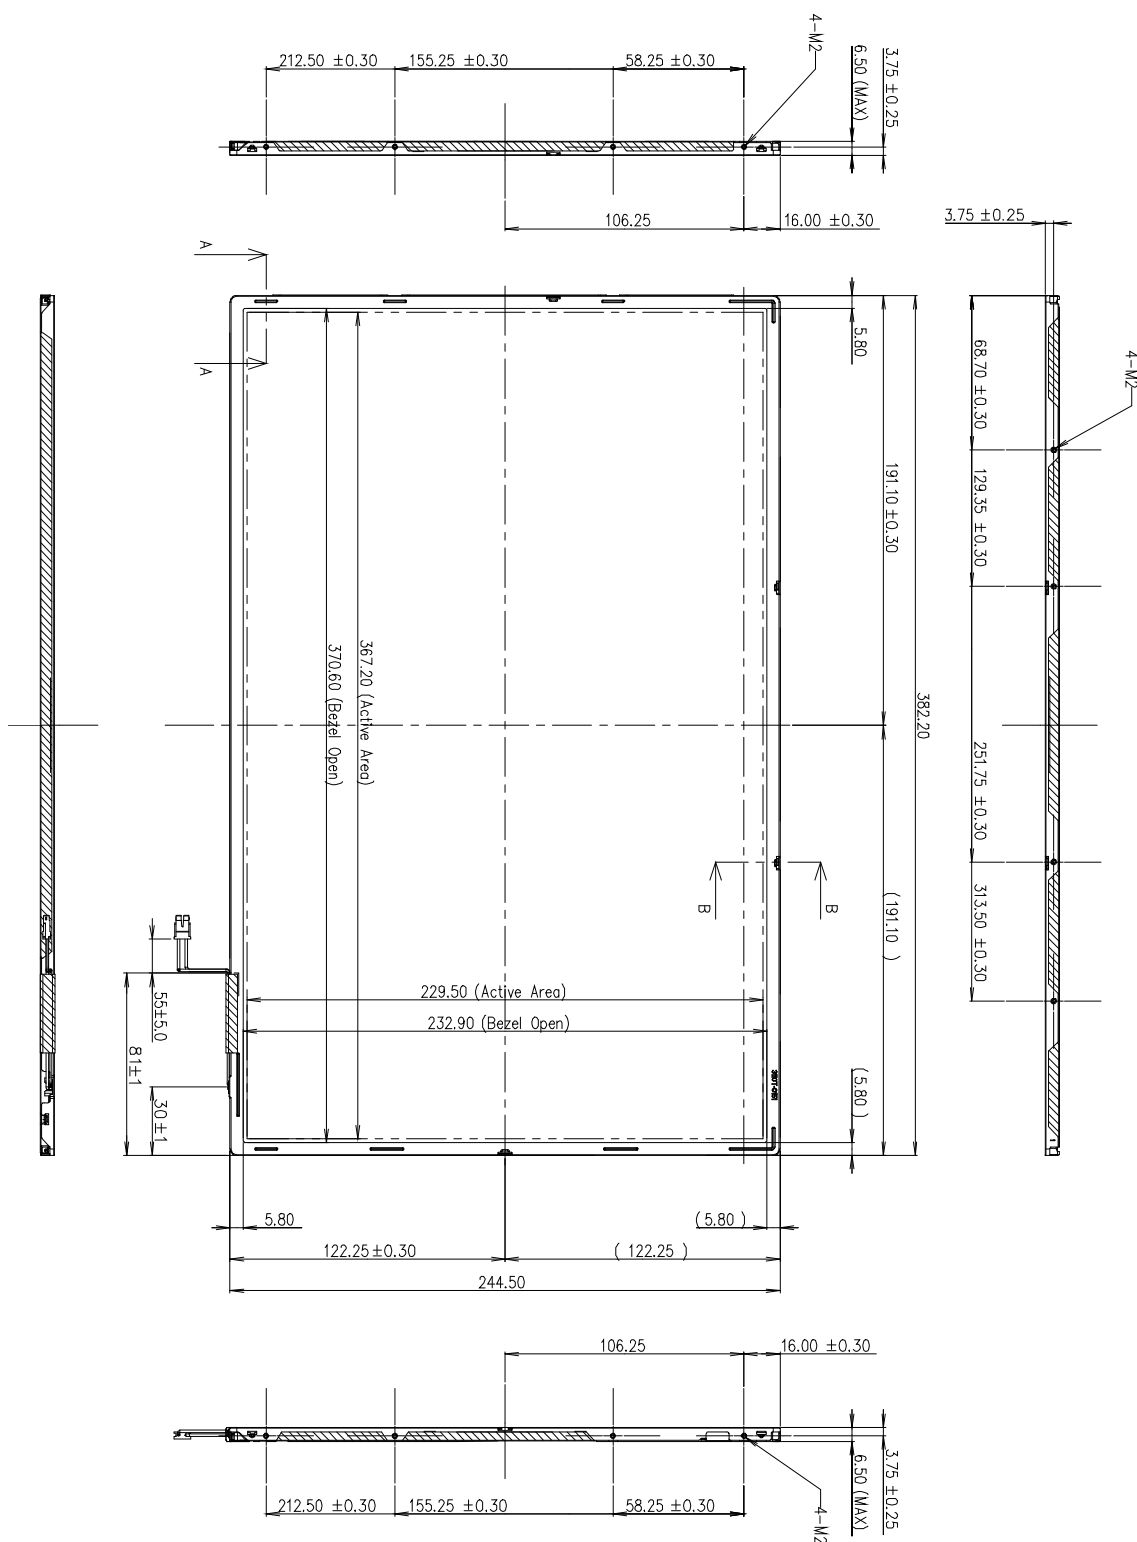 4-M2
6.50 (MAX)
3.75 ±0.25
212.50 ±0.30
155.25 ±0.30
58.25 ±0.30
106.25
16.00 ±0.30
3.75 ±0.25
A
A
5.80
68.70 ±0.30
4-M2
129.35 ±0.30
191.10 ±0.30
367.20 (Active Area)
370.60 (Bezel Open)
382.20
251.75 ±0.30
B
B
(191.10 )
313.50 ±0.30
229.50 (Active Area)
232.90 (Bezel Open)
55±5.0
81±1
30±1
(5.80 )
5.80
( 5.80 )
122.25±0.30
( 122.25 )
244.50
106.25
16.00 ±0.30
212.50 ±0.30
155.25 ±0.30
58.25 ±0.30
4-M2
6.50 (MAX)
3.75 ±0.25